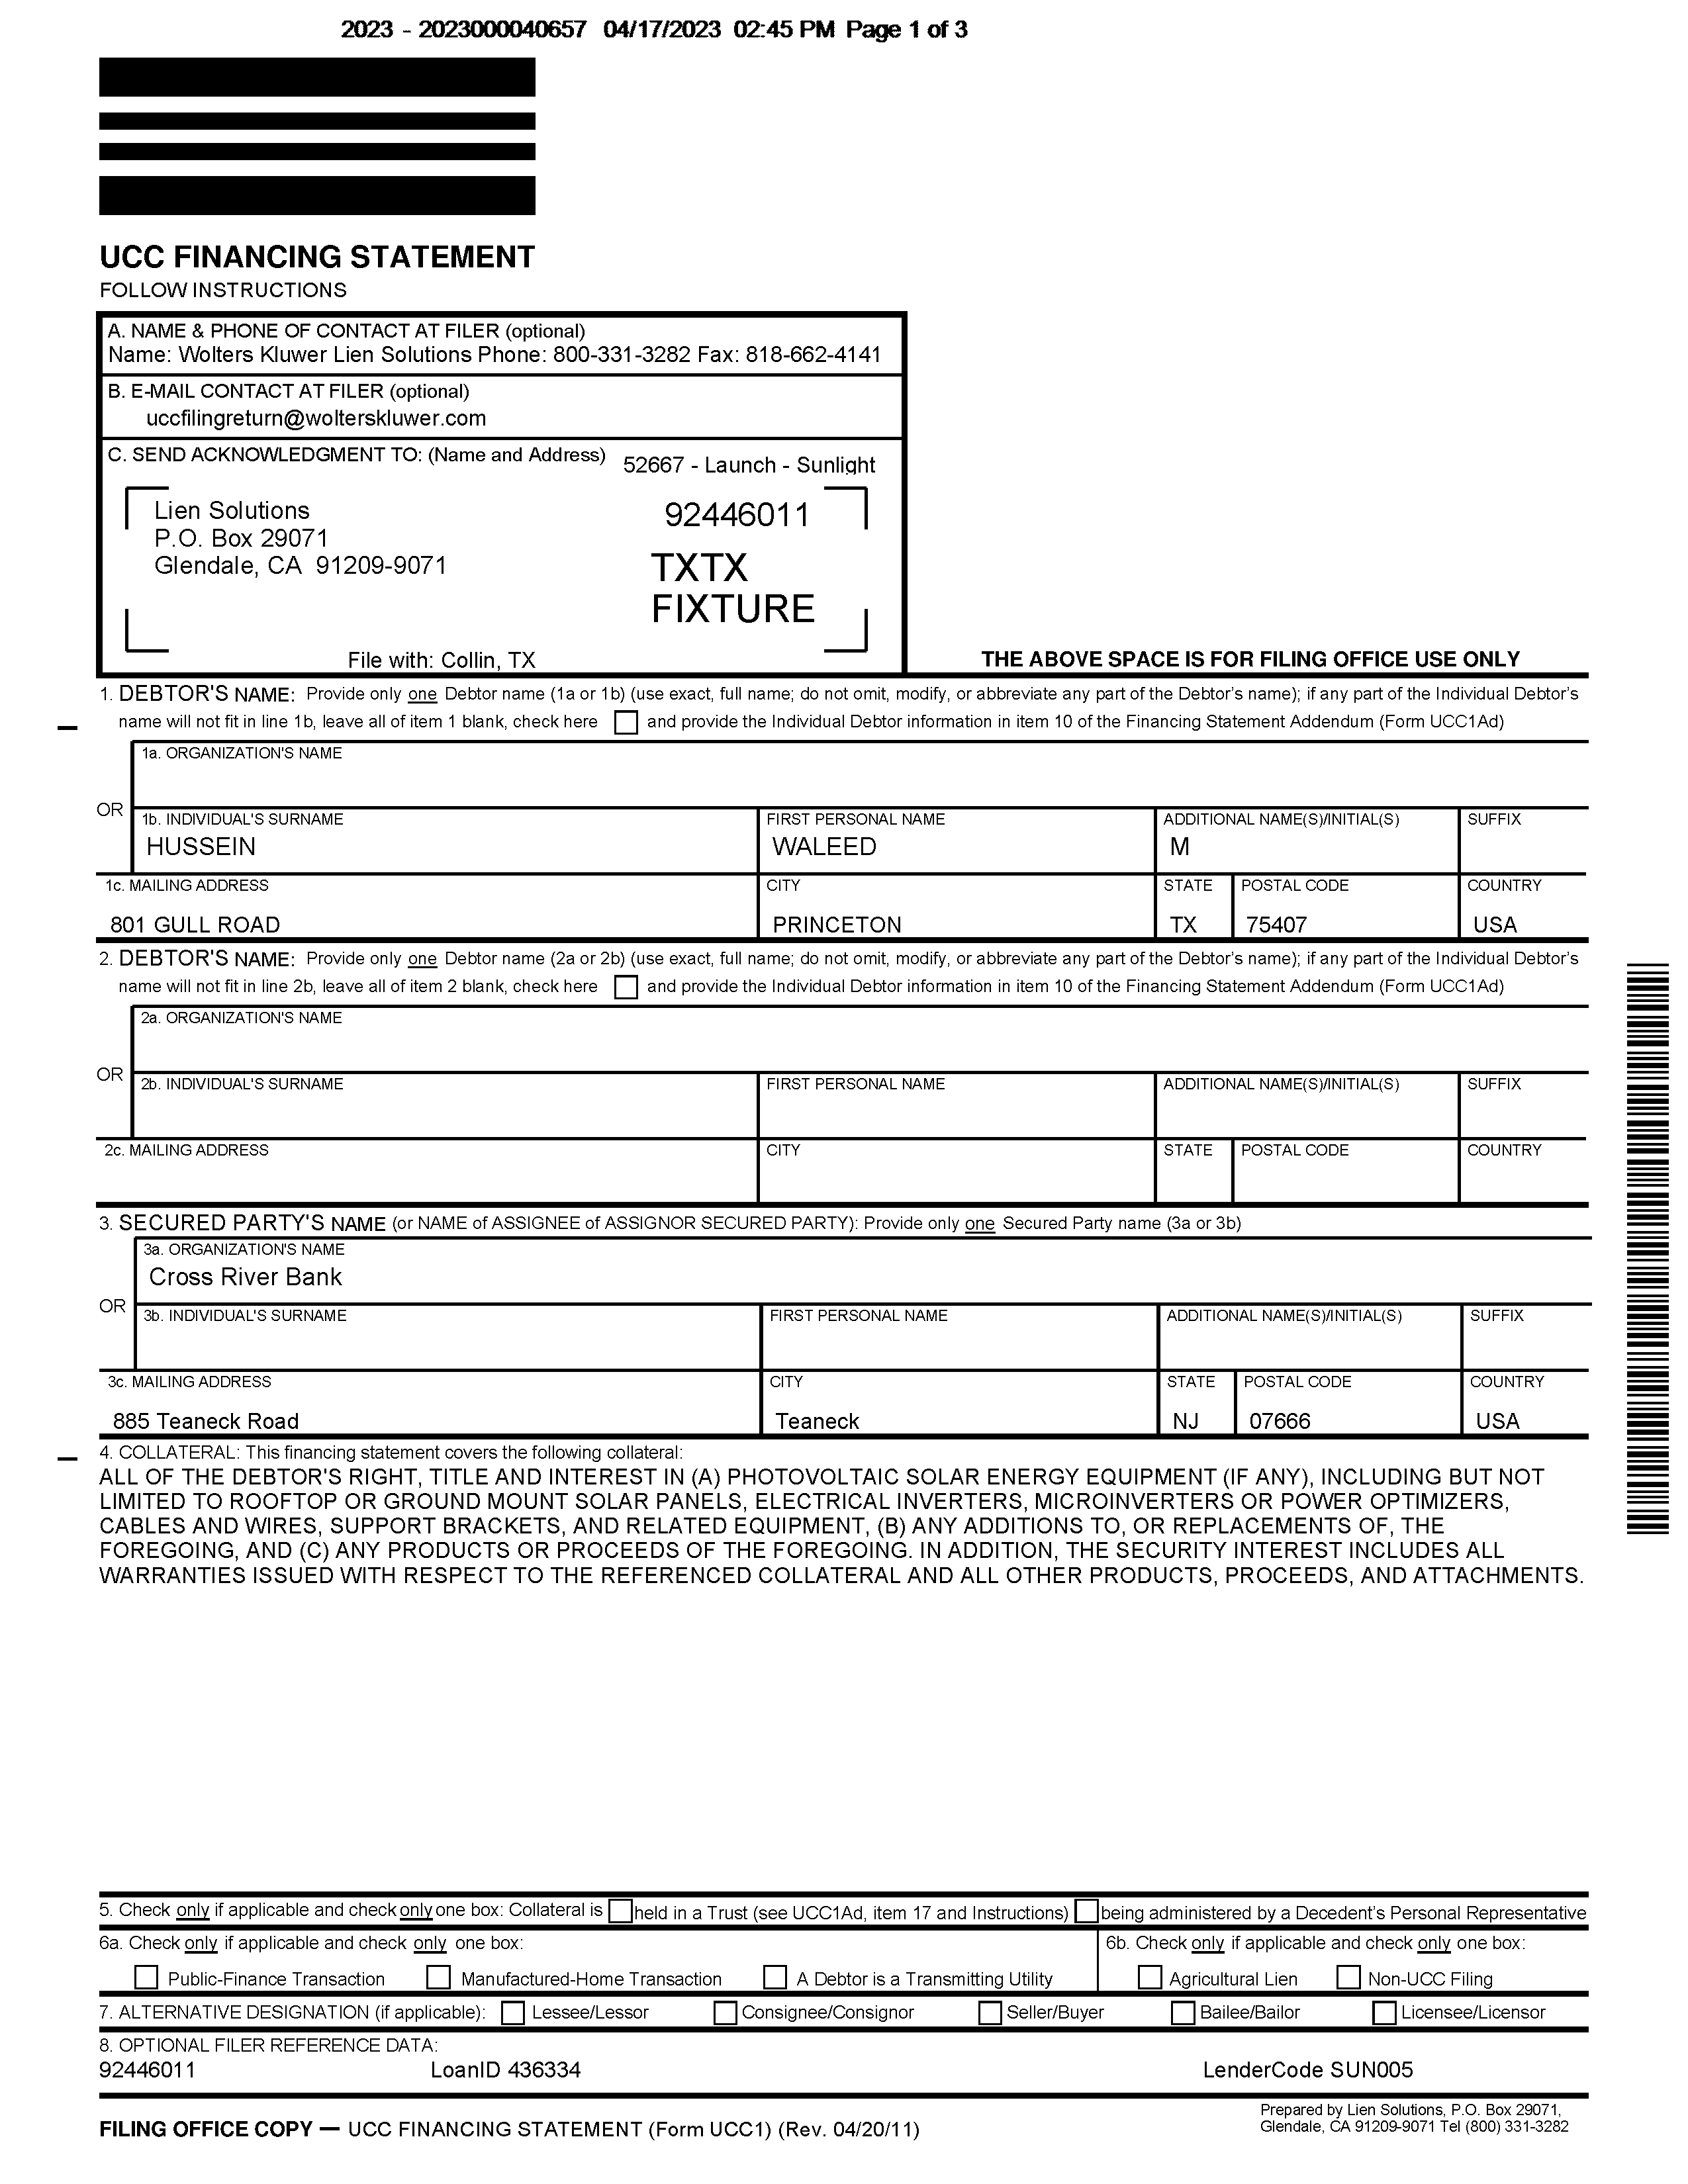 2023 - 2023000040657 04/17/2023 02:45 PM Page 1 of 3
UCC FINANCING STATEMENT
FOLLOW INSTRUCTIONS
A. NAME & PHONE OF CONTACT AT FILER (optional)
Name: Wolters Kluwer Lien Solutions Phone: 800-331-3282 Fax: 818-662-4141
B. E-MAIL CONTACT AT FILER (optional)
uccfilingreturn@wolterskluwer.com
C. SEND ACKNOWLEDGMENT TO: (Name and Address) 52667 - Launch - Sunlight
Lien Solutions 92446011
P.O. Box 29071
Glendale, CA 91209-9071 TXTX
FIXTURE
File with: Collin, TX
THE ABOVE SPACE IS FOR FILING OFFICE USE ONLY
1. DEBTOR'S NAME: Provide only one Debtor name (1a or 1b) (use exact, full name; do not omit, modify, or abbreviate any part of the Debtor's name); if any part of the Individual Debtor's
name will not fit in line 1b, leave all of item 1 blank, check here and provide the Individual Debtor information in item 10 of the Financing Statement Addendum (Form UCC1Ad)
1a. ORGANIZATION'S NAME
OR
1b. INDIVIDUAL'S SURNAME FIRST PERSONAL NAME ADDITIONAL NAME(S)/INITIAL(S) SUFFIX
HUSSEIN WALEED M
1c. MAILING ADDRESS CITY STATE POSTAL CODE COUNTRY
801 GULL ROAD PRINCETON TX 75407 USA
2. DEBTOR'S NAME: Provide only one Debtor name (2a or 2b) (use exact, full name; do not omit, modify, or abbreviate any part of the Debtor's name); if any part of the Individual Debtor's
name will not fit in line 2b, leave all of item 2 blank, check here and provide the Individual Debtor information in item 10 of the Financing Statement Addendum (Form UCC1Ad)
2a. ORGANIZATION'S NAME
OR
2b. INDIVIDUAL'S SURNAME FIRST PERSONAL NAME ADDITIONAL NAME(S)/INITIAL(S) SUFFIX
2c. MAILING ADDRESS CITY STATE POSTAL CODE COUNTRY
3. SECURED PARTY'S NAME (or NAME of ASSIGNEE of ASSIGNOR SECURED PARTY): Provide only one Secured Party name (3a or 3b)
3a. ORGANIZATION'S NAME
Cross River Bank
OR
3b. INDIVIDUAL'S SURNAME FIRST PERSONAL NAME ADDITIONAL NAME(S)/INITIAL(S) SUFFIX
3c. MAILING ADDRESS CITY STATE POSTAL CODE COUNTRY
885 Teaneck Road Teaneck NJ 07666 USA
4. COLLATERAL: This financing statement covers the following collateral:
ALL OF THE DEBTOR'S RIGHT, TITLE AND INTEREST IN (A) PHOTOVOLTAIC SOLAR ENERGY EQUIPMENT (IF ANY), INCLUDING BUT NOT
LIMITED TO ROOFTOP OR GROUND MOUNT SOLAR PANELS, ELECTRICAL INVERTERS, MICROINVERTERS OR POWER OPTIMIZERS,
CABLES AND WIRES, SUPPORT BRACKETS, AND RELATED EQUIPMENT, (B) ANY ADDITIONS TO, OR REPLACEMENTS OF, THE
FOREGOING, AND (C) ANY PRODUCTS OR PROCEEDS OF THE FOREGOING. IN ADDITION, THE SECURITY INTEREST INCLUDES ALL
WARRANTIES ISSUED WITH RESPECT TO THE REFERENCED COLLATERAL AND ALL OTHER PRODUCTS, PROCEEDS, AND ATTACHMENTS.
5. Check only if applicable and check only one box: Collateral is held in a Trust (see UCC1Ad, item 17 and Instructions) being administered by a Decedent's Personal Representative
6a. Check only if applicable and check only one box: 6b. Check only if applicable and check only one box:
Public-Finance Transaction Manufactured-Home Transaction A Debtor is a Transmitting Utility Agricultural Lien Non-UCC Filing
7. ALTERNATIVE DESIGNATION (if applicable): Lessee/Lessor Consignee/Consignor Seller/Buyer Bailee/Bailor Licensee/Licensor
8. OPTIONAL FILER REFERENCE DATA:
92446011 LoanID 436334 LenderCode SUN005
FILING OFFICE COPY — UCC FINANCING STATEMENT (Form UCC1) (Rev. 04/20/11)
Prepared by Lien Solutions, P.O. Box 29071,
Glendale, CA 91209-9071 Tel (800) 331-3282